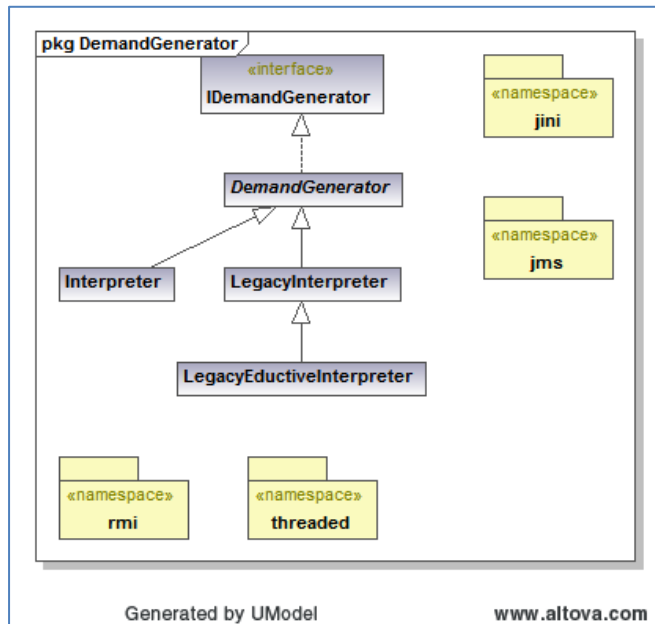 pkg DemandGenerator
«interface»
IDemandGenerator
«namespace»
jini
DemandGenerator
«namespace»
jms
Interpreter
LegacyInterpreter
LegacyEductiveInterpreter
«namespace»
rmi
«namespace»
threaded
Generated by UModel
www.altova.com